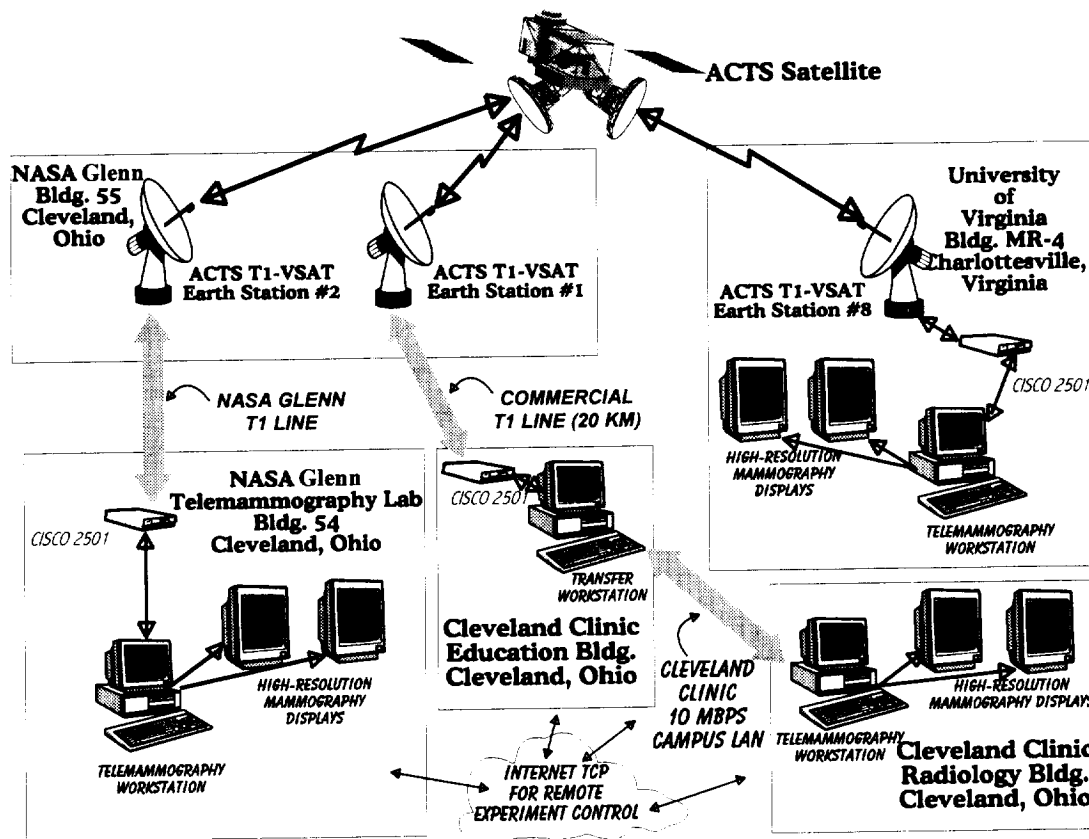 ACTS Satellite
NASA Glenn
Bldg. 55
Cleveland,
Ohio
ACTS T1-VSAT
Earth Station #2
ACTS T1-VSAT
Earth Station #1
University
of
Virginia
Bldg. MR-4
Charlottesville,
Virginia
ACTS T1-VSAT
Earth Station #8
CISCO 2501
HIGH-RESOLUTION
MAMMOGRAPHY
DISPLAYS
TELEMAMMOGRAPHY
WORKSTATION
NASA GLENN
T1 LINE
COMMERCIAL
T1 LINE (20 KM)
NASA Glenn
Telemammography Lab
Bldg. 54
Cleveland, Ohio
CISCO 2501
HIGH-RESOLUTION
MAMMOGRAPHY
DISPLAYS
TELEMAMMOGRAPHY
WORKSTATION
CISCO 2501
TRANSFER
WORKSTATION
Cleveland Clinic
Education Bldg.
Cleveland, Ohio
CLEVELAND
CLINIC
10 MBPS
CAMPUS LAN
INTERNET TCP
FOR REMOTE
EXPERIMENT CONTROL
HIGH-RESOLUTION
MAMMOGRAPHY DISPLAYS
TELEMAMMOGRAPHY
WORKSTATION
Cleveland Clinic
Radiology Bldg.
Cleveland, Ohio